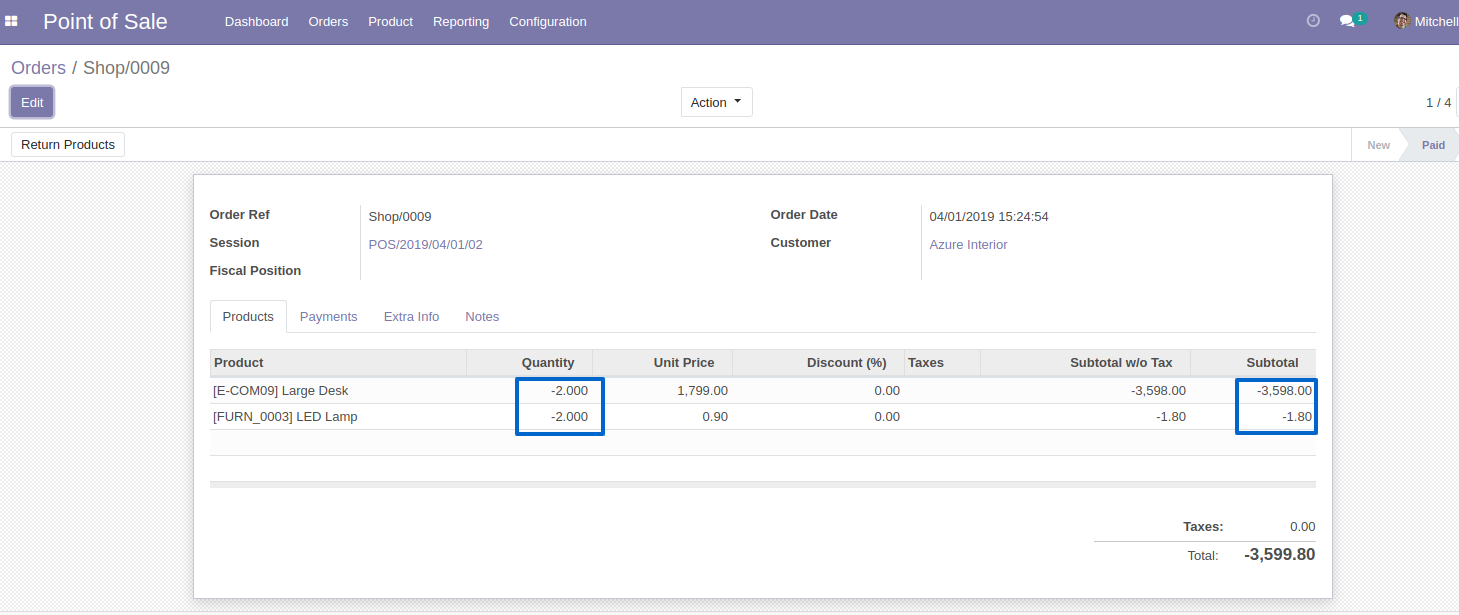 Point of Sale Dashboard Orders Product Reporting Configuration 1 Mitchell
Orders / Shop/0009
Edit Action 1 / 4
Return Products New Paid
Order Ref Shop/0009 Order Date 04/01/2019 15:24:54
Session POS/2019/04/01/02 Customer Azure Interior
Fiscal Position
Products Payments Extra Info Notes
Product Quantity Unit Price Discount (%) Taxes Subtotal w/o Tax Subtotal
[E-COM09] Large Desk -2.000 1,799.00 0.00 -3,598.00 -3,598.00
[FURN_0003] LED Lamp -2.000 0.90 0.00 -1.80 -1.80
Taxes: 0.00
Total: -3,599.80